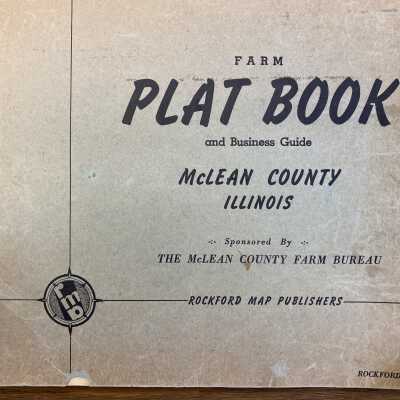 FARM
PLAT BOOK
and Business Guide
McLEAN COUNTY
ILLINOIS
-:- Sponsored By -:-
THE McLEAN COUNTY FARM BUREAU
ROCKFORD MAP PUBLISHERS
rmp
ROCKFORD